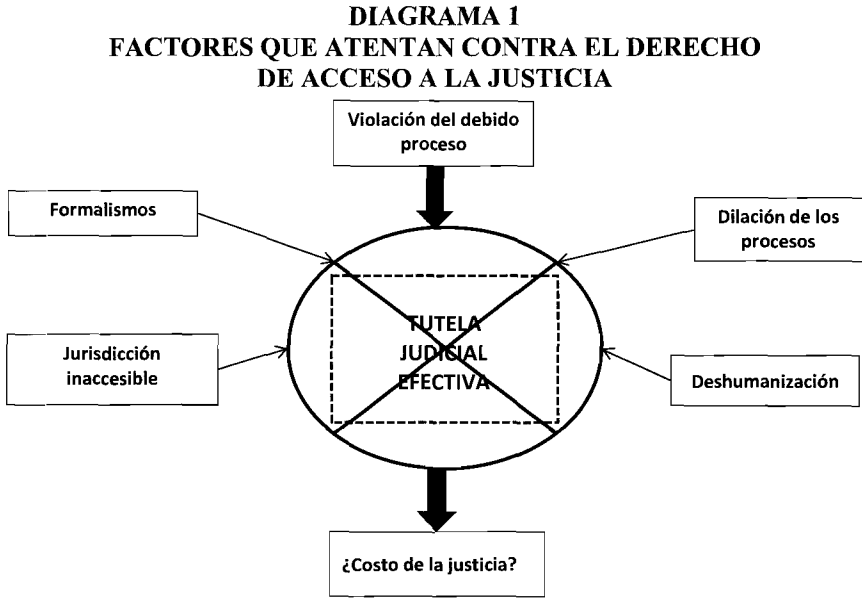 DIAGRAMA 1
FACTORES QUE ATENTAN CONTRA EL DERECHO
DE ACCESO A LA JUSTICIA
Violación del debido
proceso
Formalismos
Dilación de los
procesos
TUTELA
JUDICIAL
EFECTIVA
Jurisdicción
inaccesible
Deshumanización
¿Costo de la justicia?